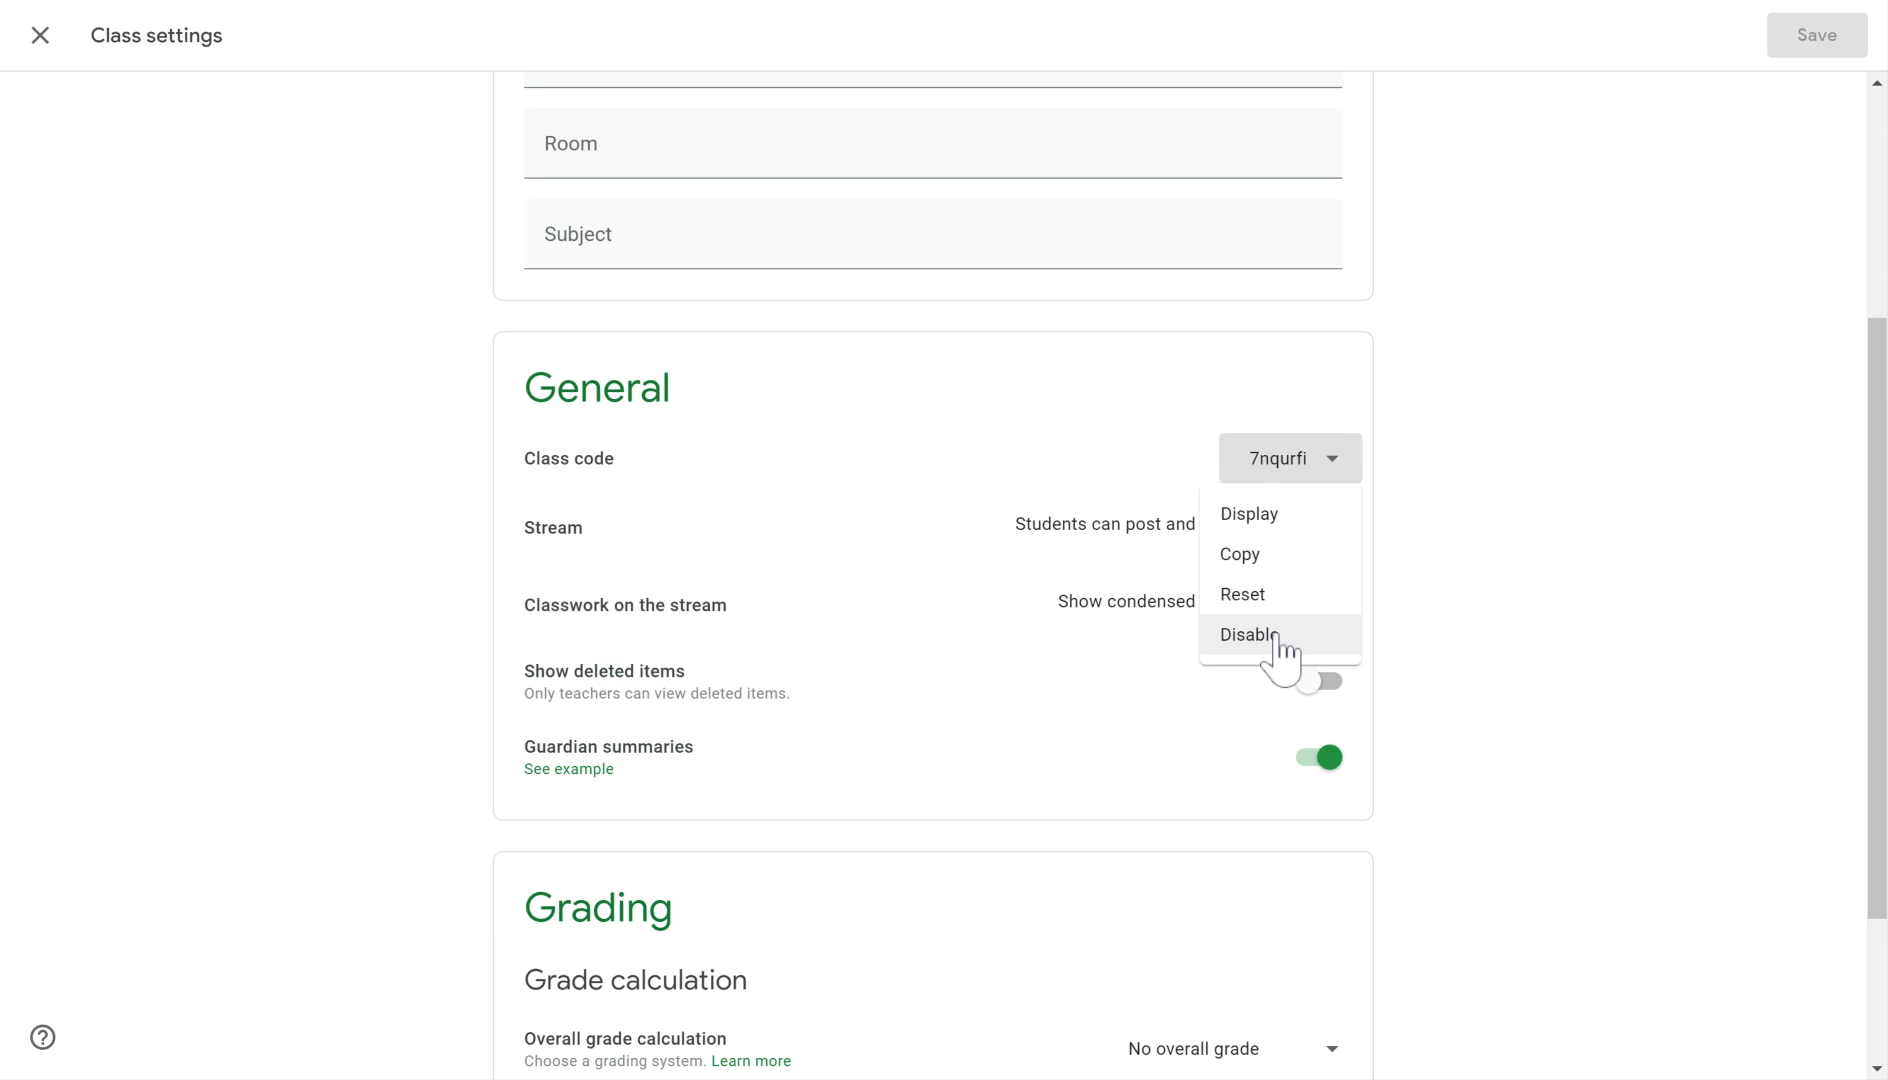 Class settings
Save
Room
Subject
General
Class code
7nqurfi
Display
Stream
Students can post and
Copy
Reset
Classwork on the stream
Show condensed
Disable
Show deleted items
Only teachers can view deleted items.
Guardian summaries
See example
Grading
Grade calculation
Overall grade calculation
No overall grade
Choose a grading system. Learn more